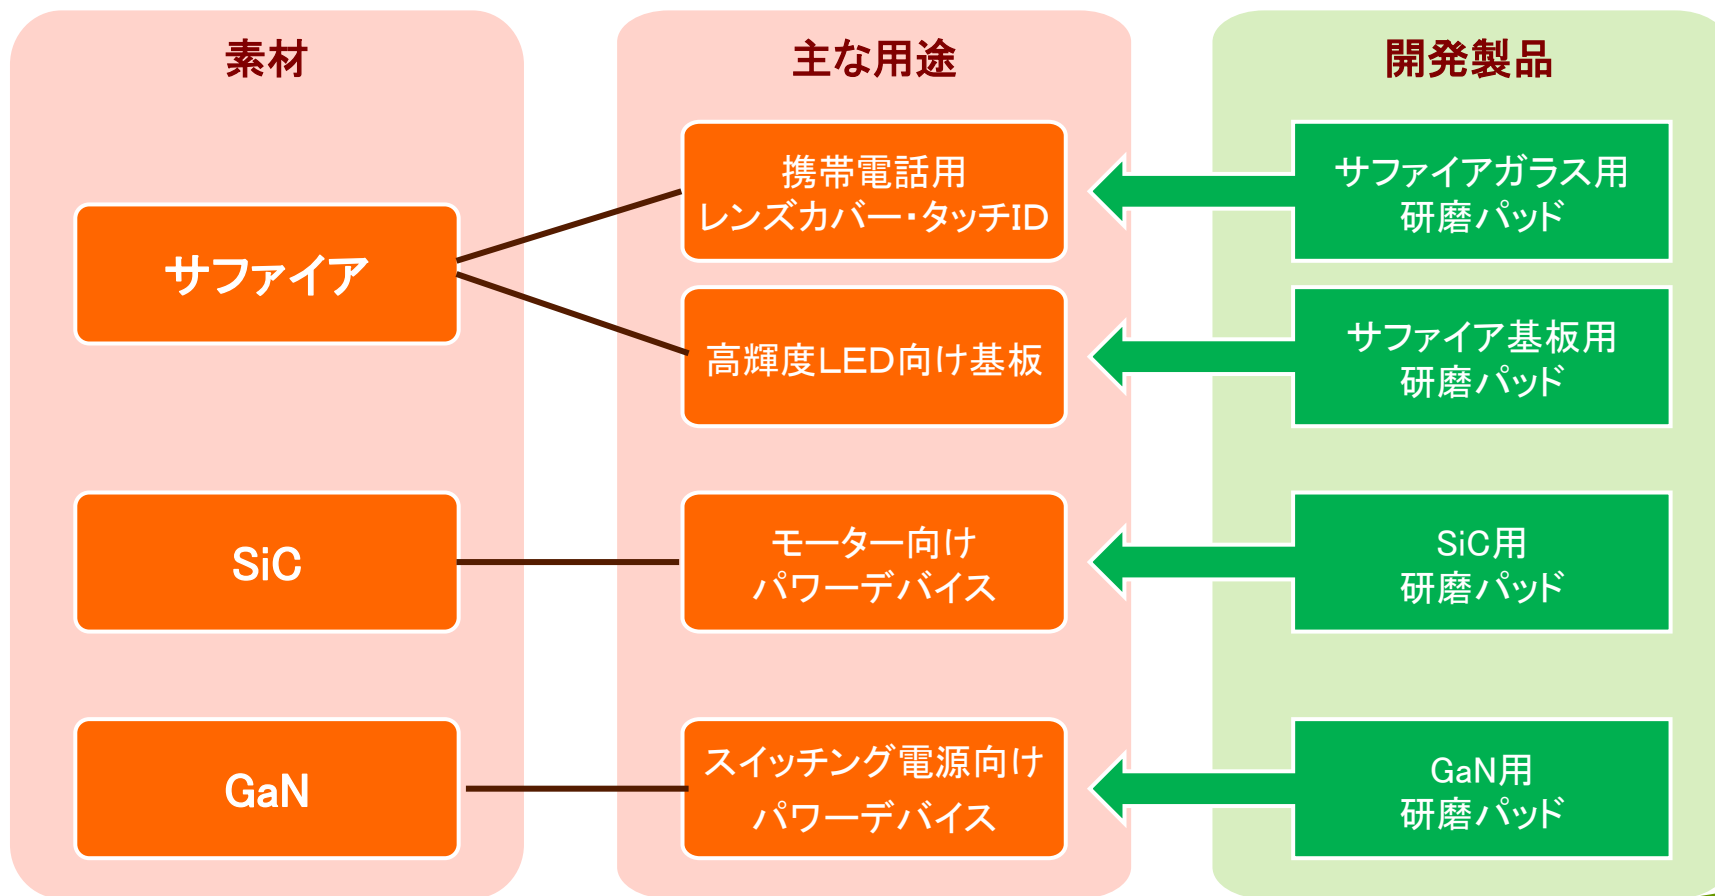 素材
主な用途
開発製品
サファイア
携帯電話用
レンズカバー・タッチID
サファイアガラス用
研磨パッド
高輝度LED向け基板
サファイア基板用
研磨パッド
SiC
モーター向け
パワーデバイス
SiC用
研磨パッド
GaN
スイッチング電源向け
パワーデバイス
GaN用
研磨パッド